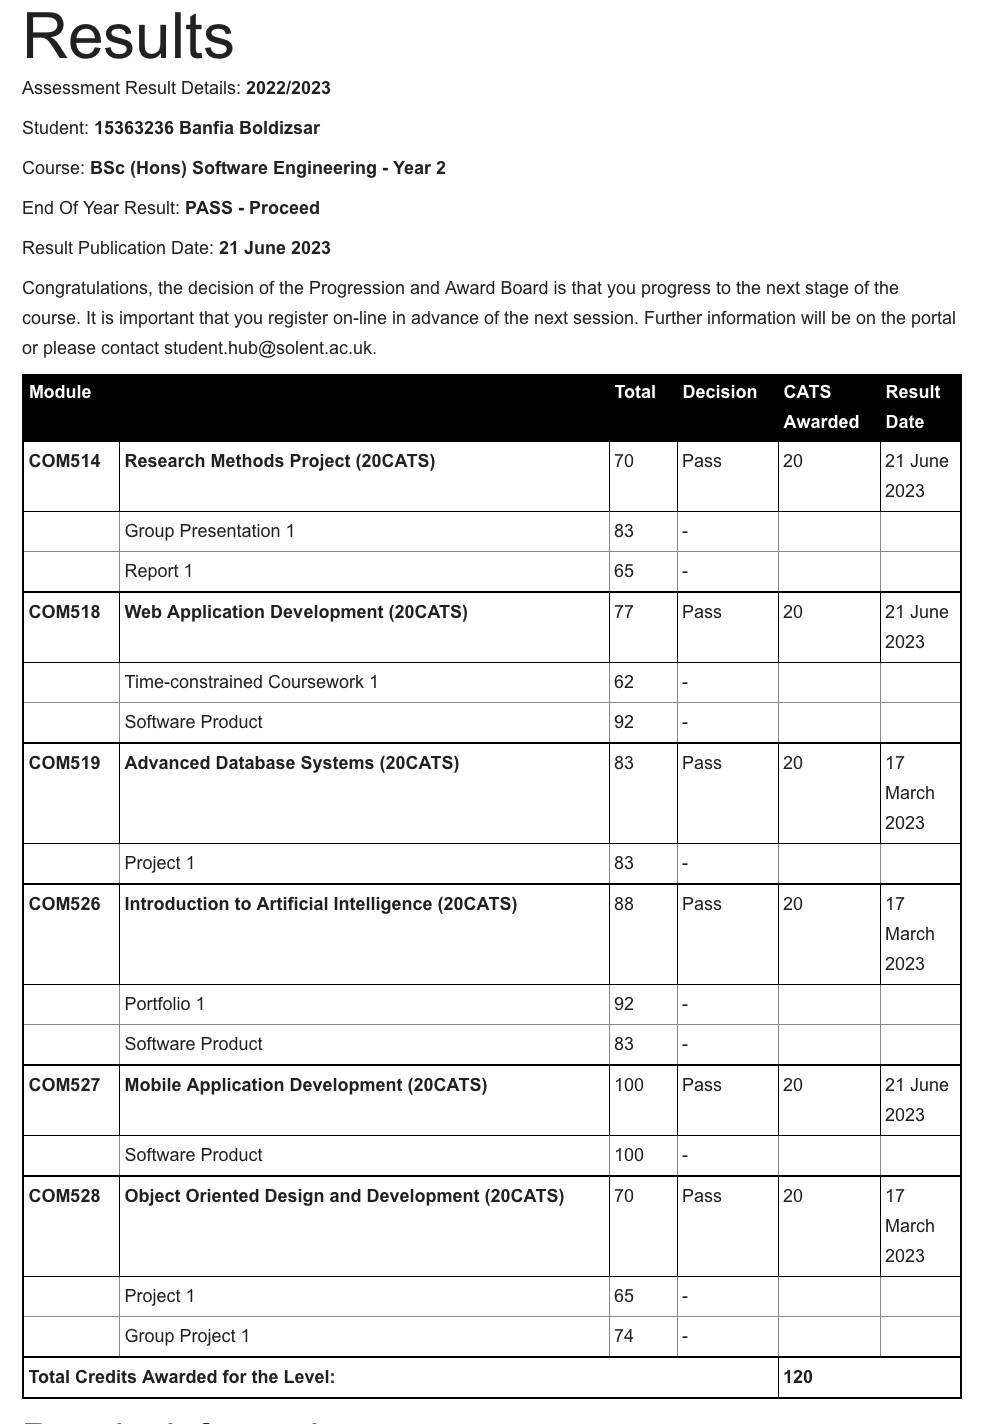 Results
Assessment Result Details: 2022/2023
Student: 15363236 Banfia Boldizsar
Course: BSc (Hons) Software Engineering - Year 2
End Of Year Result: PASS - Proceed
Result Publication Date: 21 June 2023
Congratulations, the decision of the Progression and Award Board is that you progress to the next stage of the
course. It is important that you register on-line in advance of the next session. Further information will be on the portal
or please contact student.hub@solent.ac.uk.
Module Total Decision CATS Result
Awarded Date
COM514 Research Methods Project (20CATS) 70 Pass 20 21 June
2023
Group Presentation 1 83 -
Report 1 65 -
COM518 Web Application Development (20CATS) 77 Pass 20 21 June
2023
Time-constrained Coursework 1 62 -
Software Product 92 -
COM519 Advanced Database Systems (20CATS) 83 Pass 20 17
March
2023
Project 1 83 -
COM526 Introduction to Artificial Intelligence (20CATS) 88 Pass 20 17
March
2023
Portfolio 1 92 -
Software Product 83 -
COM527 Mobile Application Development (20CATS) 100 Pass 20 21 June
2023
Software Product 100 -
COM528 Object Oriented Design and Development (20CATS) 70 Pass 20 17
March
2023
Project 1 65 -
Group Project 1 74 -
Total Credits Awarded for the Level: 120